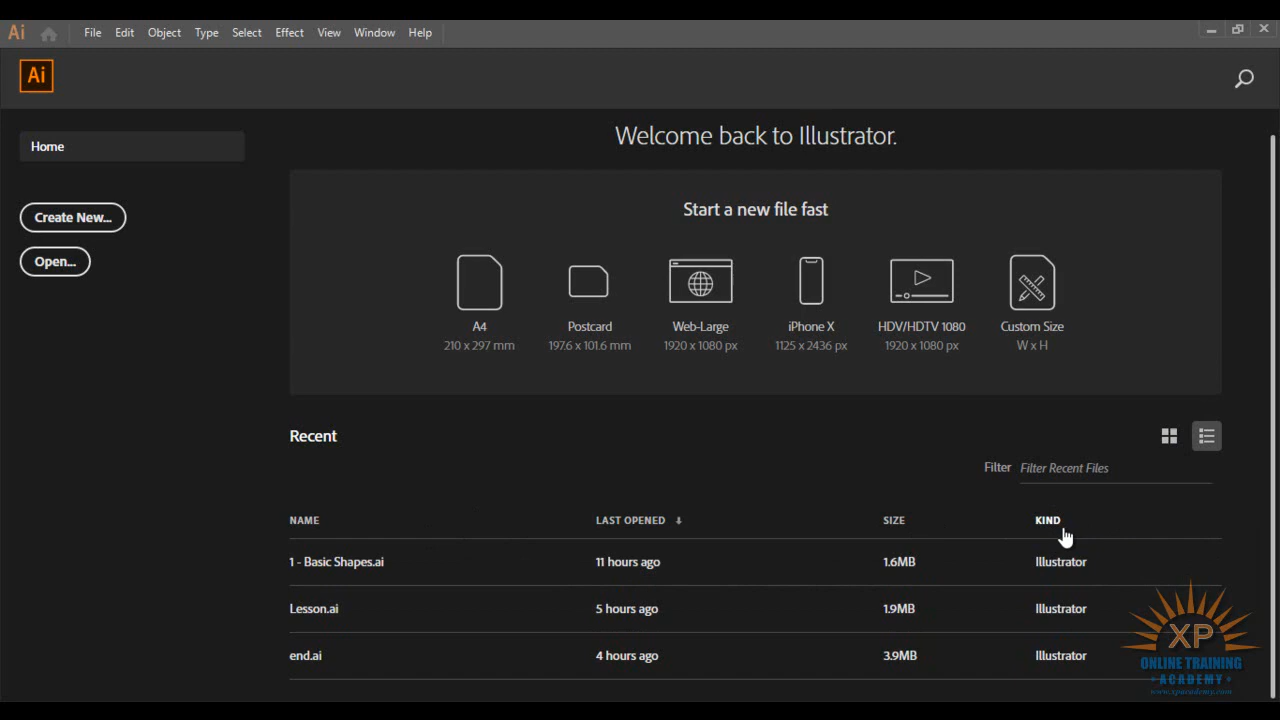 Ai File Edit Object Type Select Effect View Window Help
Ai
Home
Create New...
Open...
Welcome back to Illustrator.
Start a new file fast
A4 Postcard Web-Large iPhone X HDV/HDTV 1080 Custom Size
210 x 297 mm 197.6 x 101.6 mm 1920 x 1080 px 1125 x 2436 px 1920 x 1080 px W x H
Recent
Filter Filter Recent Files
NAME LAST OPENED SIZE KIND
1 - Basic Shapes.ai 11 hours ago 1.6MB Illustrator
Lesson.ai 5 hours ago 1.9MB Illustrator
end.ai 4 hours ago 3.9MB Illustrator
XP
ONLINE TRAINING
ACADEMY
www.xpacademy.com